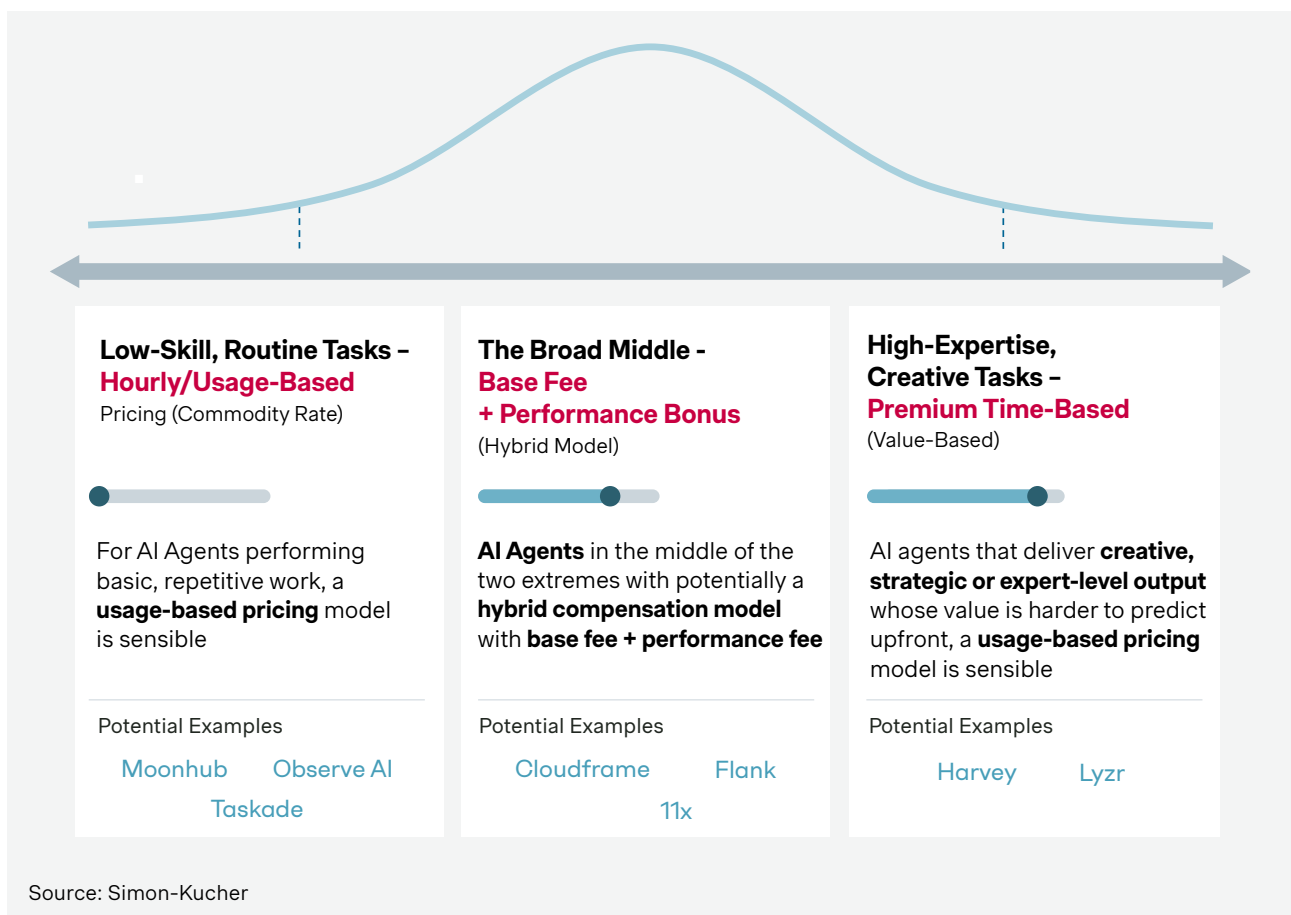 Low-Skill, Routine Tasks –
Hourly/Usage-Based
Pricing (Commodity Rate)
For AI Agents performing
basic, repetitive work, a
usage-based pricing model
is sensible
Potential Examples
Moonhub Observe AI
Taskade
The Broad Middle -
Base Fee
+ Performance Bonus
(Hybrid Model)
AI Agents in the middle of the
two extremes with potentially a
hybrid compensation model
with base fee + performance fee
Potential Examples
Cloudframe Flank
11x
High-Expertise,
Creative Tasks –
Premium Time-Based
(Value-Based)
AI agents that deliver creative,
strategic or expert-level output
whose value is harder to predict
upfront, a usage-based pricing
model is sensible
Potential Examples
Harvey Lyzr
Source: Simon-Kucher